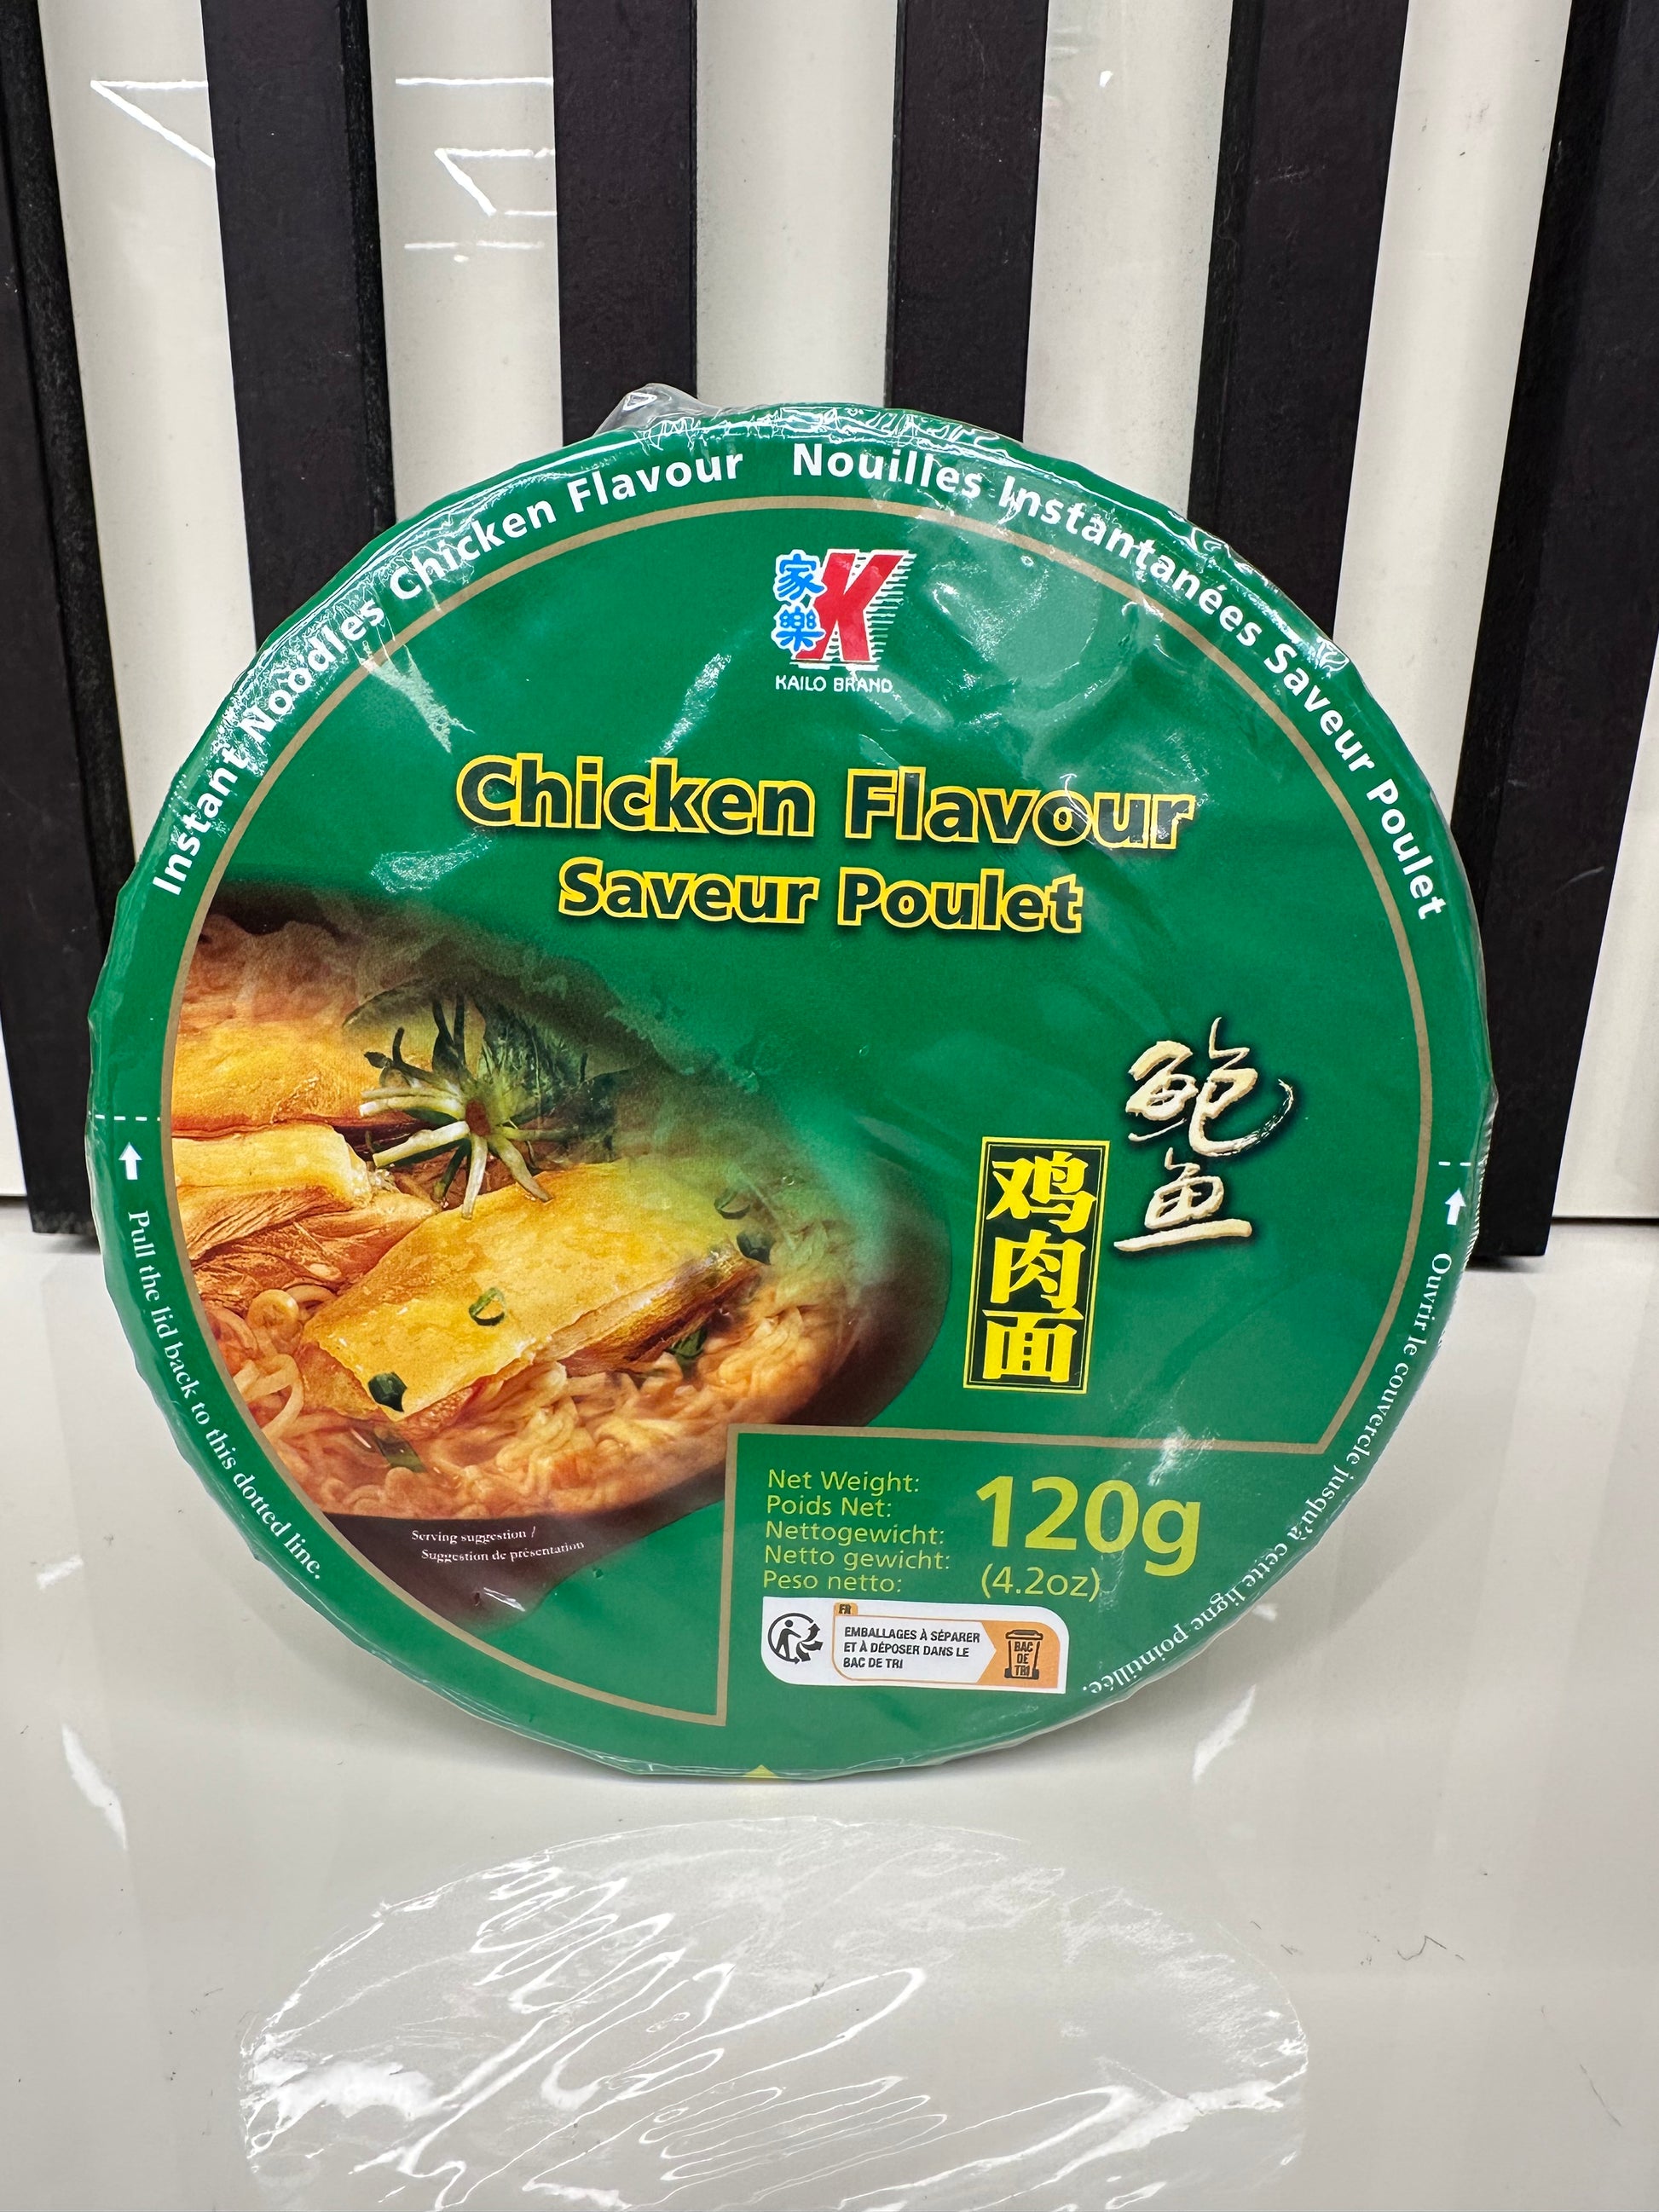 Instant Noodles Chicken Flavour Nouilles Instantanées Saveur Poulet
家樂
K
KAILO BRAND
Chicken Flavour
Saveur Poulet
鲍鱼
鸡肉面
Pull the lid back to this dotted line.
Ouvrir le couvercle jusqu'à cette ligne pointillée.
Serving suggestion /
Suggestion de présentation
Net Weight:
Poids Net:
Nettogewicht:
Netto gewicht:
Peso netto:
120g
(4.2oz)
FR
EMBALLAGES À SÉPARER
ET À DÉPOSER DANS LE
BAC DE TRI
BAC
DE
TRI